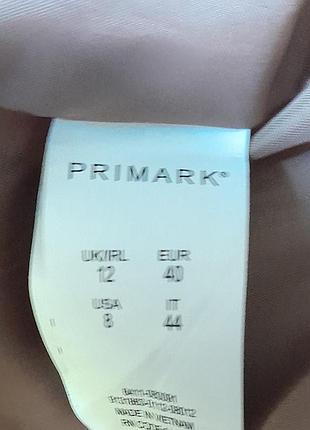 PRIMARK®
UK/IRL EUR
12 40
USA IT
8 44
MADE IN VIETNAM